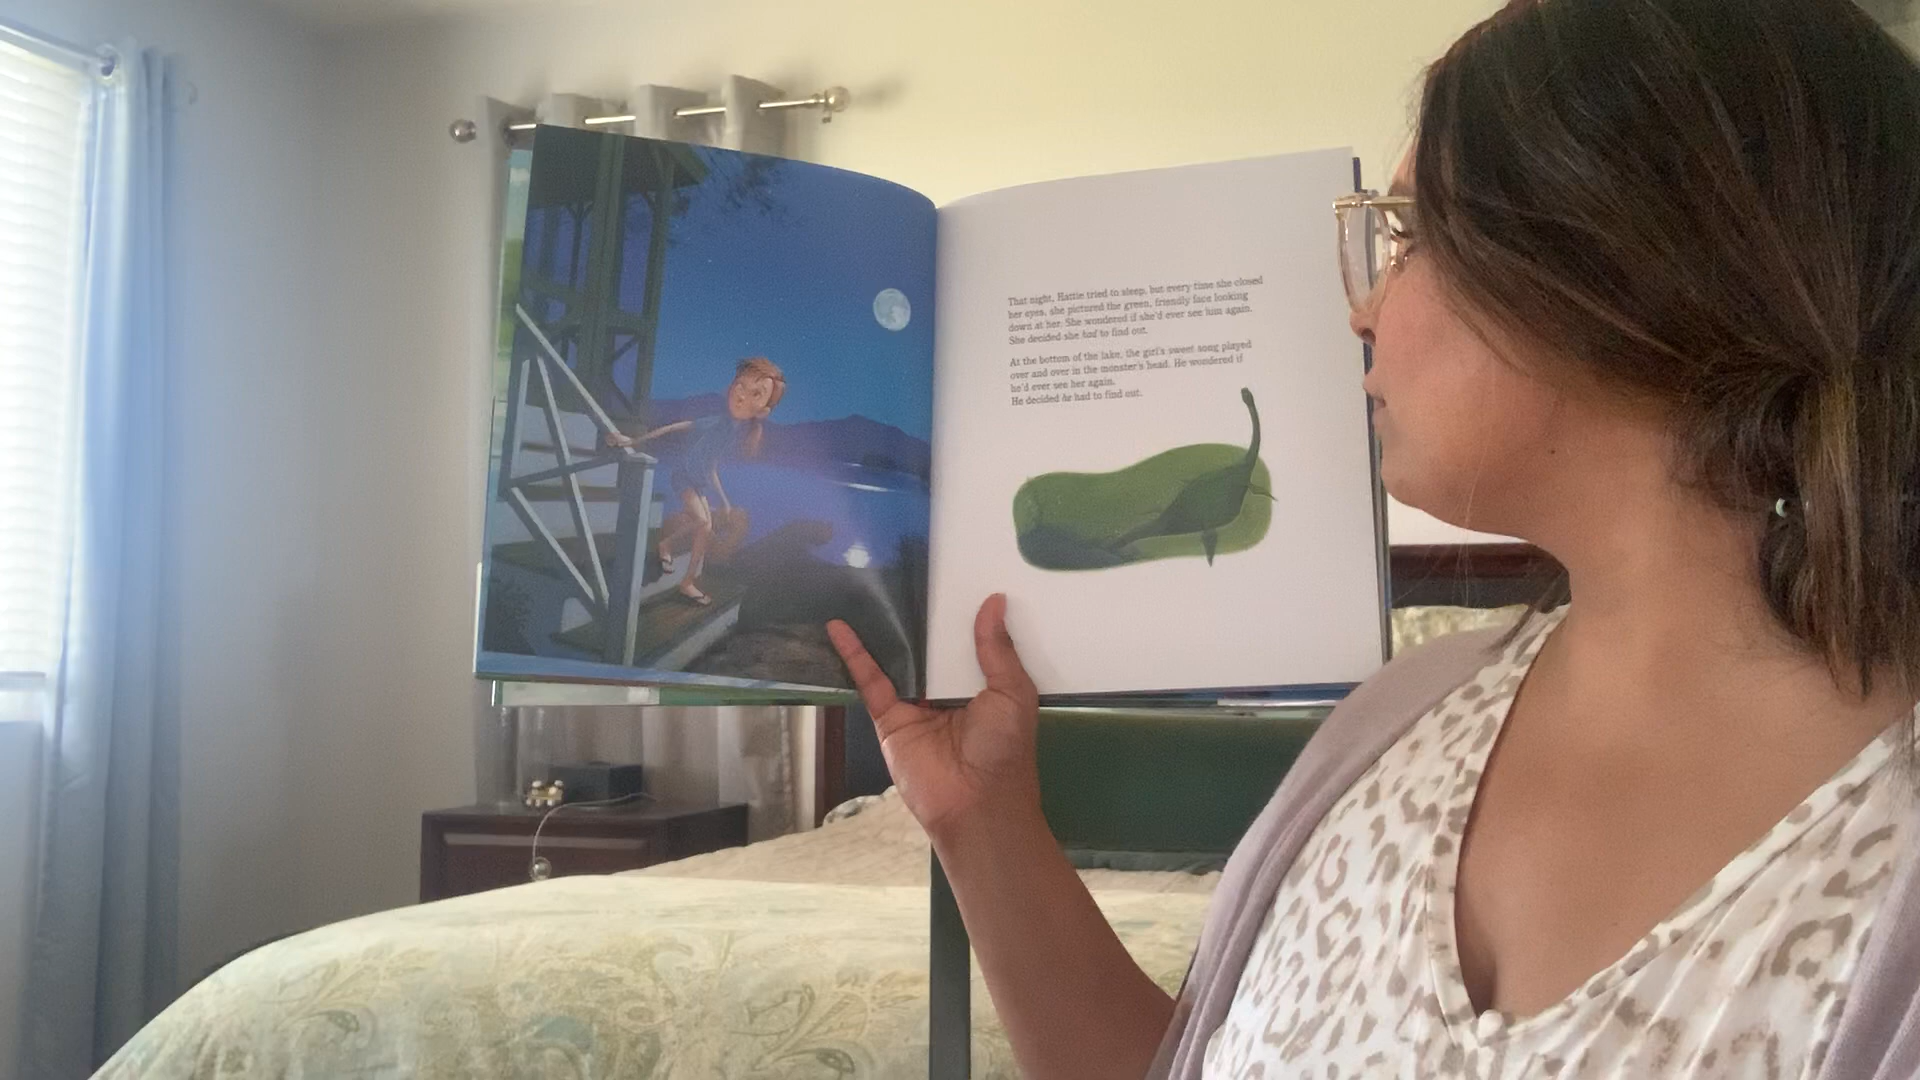 That night, Hattie tried to sleep, but every time she closed
her eyes, she pictured the green, friendly face looking
down at her. She wondered if she'd ever see him again.
She decided she had to find out.
At the bottom of the lake, the girl's sweet song played
over and over in the monster's head. He wondered if
he'd ever see her again.
He decided he had to find out.